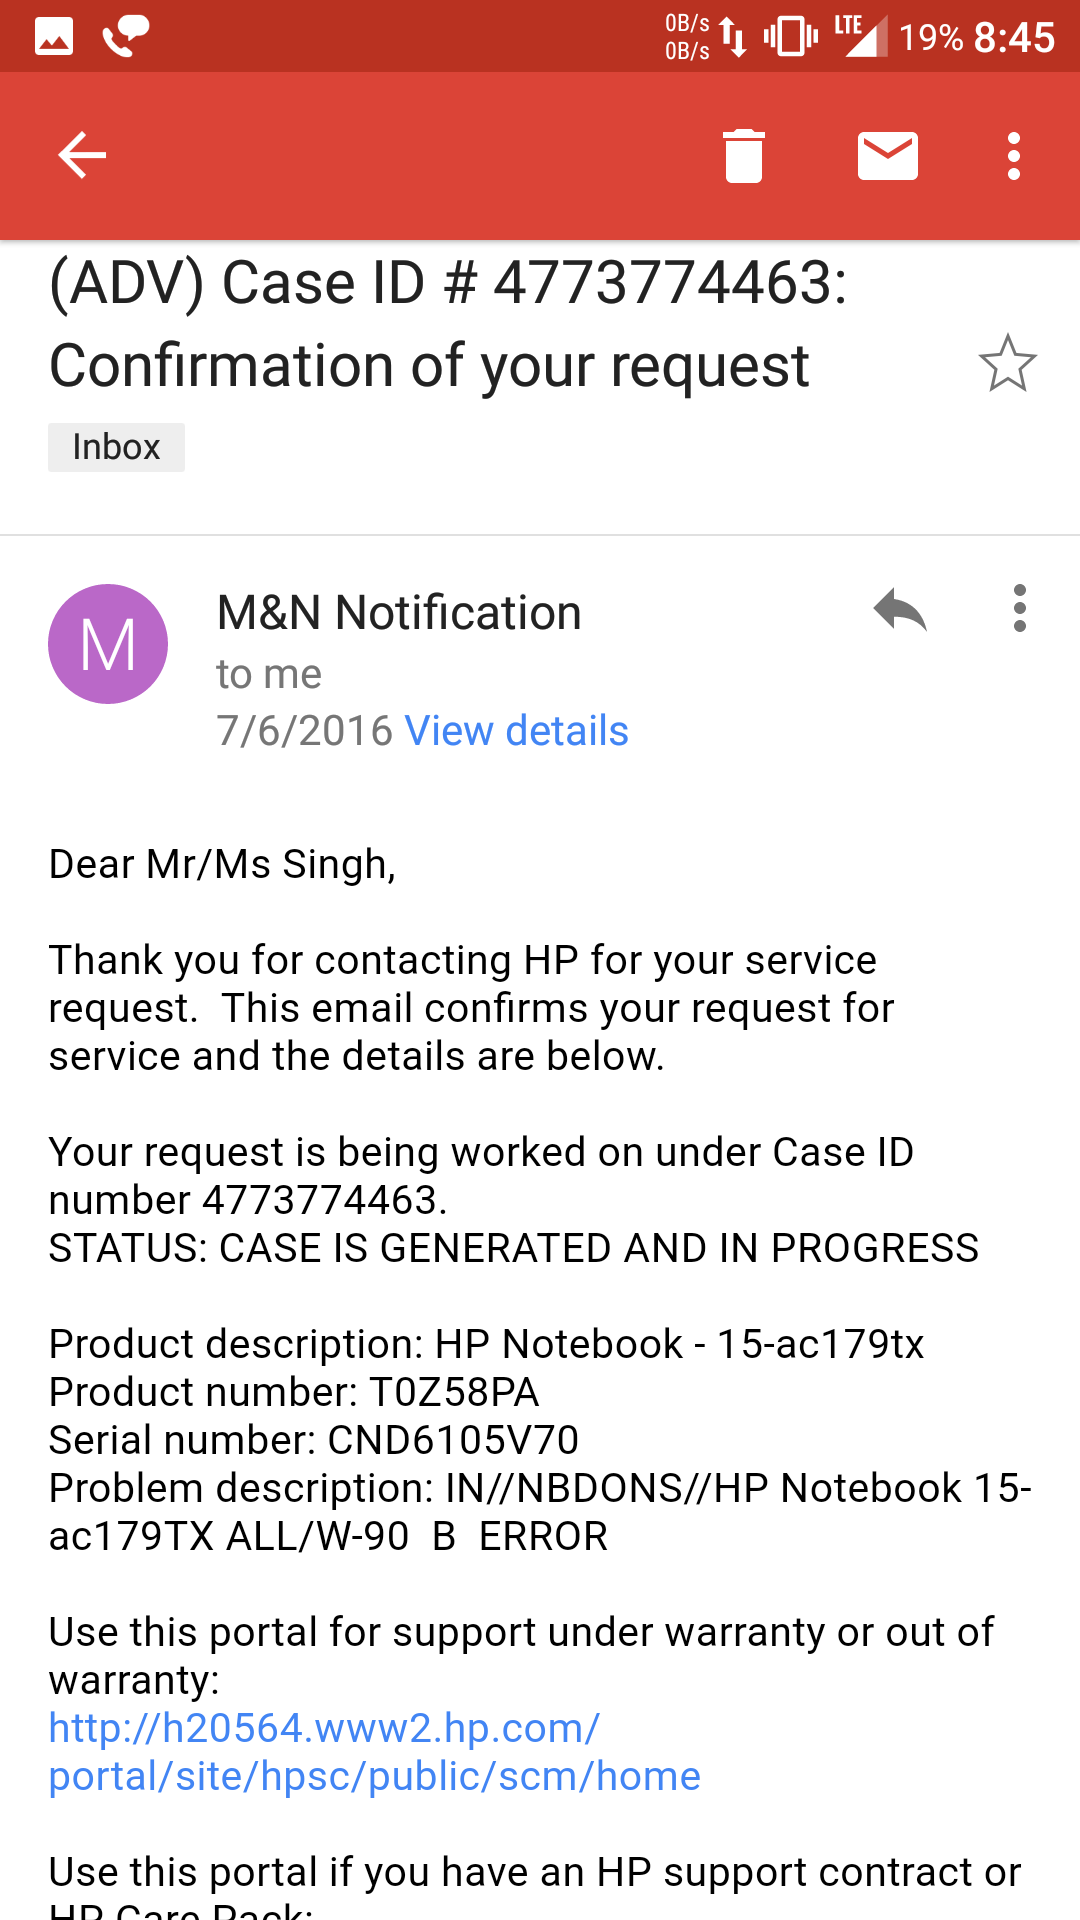 0B/s
0B/s
LTE
19% 8:45
(ADV) Case ID # 4773774463:
Confirmation of your request
Inbox
M
M&N Notification
to me
7/6/2016 View details
Dear Mr/Ms Singh,
Thank you for contacting HP for your service
request.  This email confirms your request for
service and the details are below.
Your request is being worked on under Case ID
number 4773774463.
STATUS: CASE IS GENERATED AND IN PROGRESS
Product description: HP Notebook - 15-ac179tx
Product number: T0Z58PA
Serial number: CND6105V70
Problem description: IN//NBDONS//HP Notebook 15-
ac179TX ALL/W-90  B  ERROR
Use this portal for support under warranty or out of
warranty:
http://h20564.www2.hp.com/
portal/site/hpsc/public/scm/home
Use this portal if you have an HP support contract or
HP Care Pack: